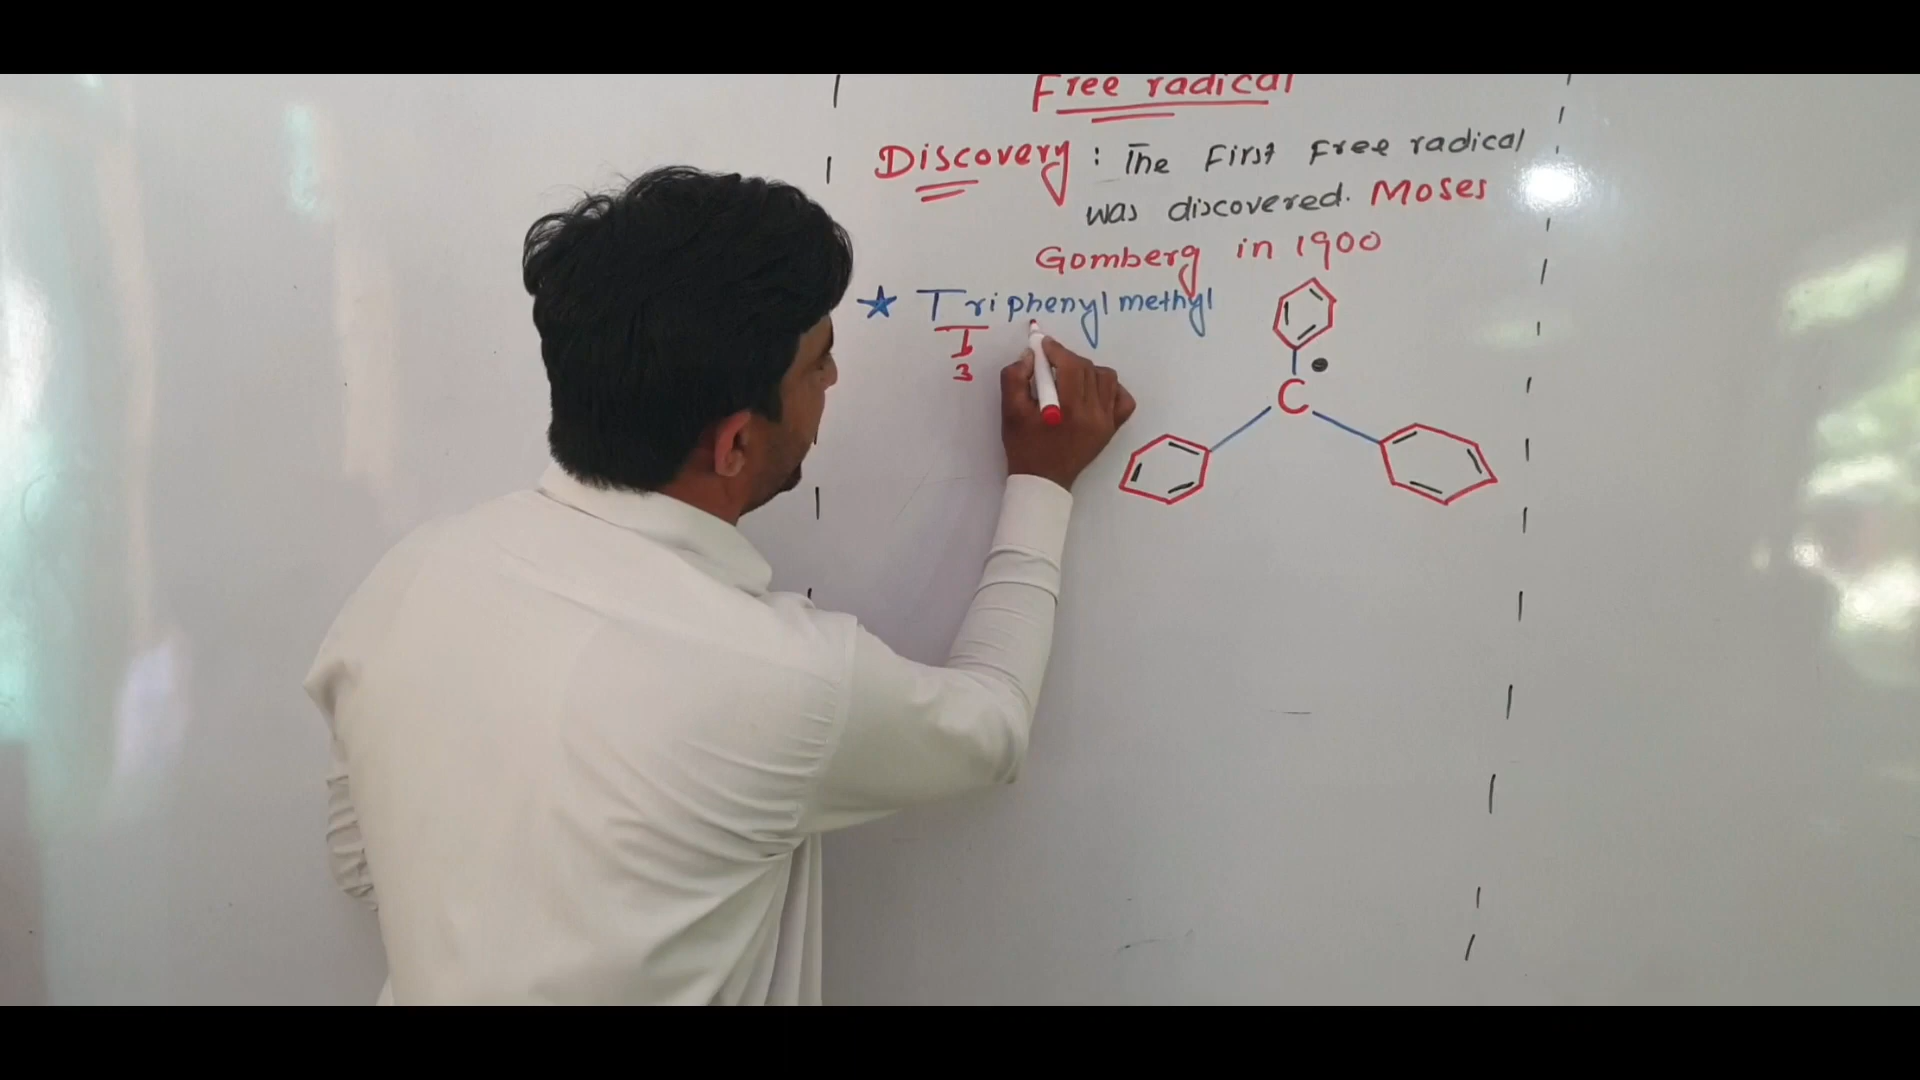 Free radical
Discovery : The First Free radical
was discovered. Moses
Gomberg in 1900
★ Triphenyl methyl
3
C